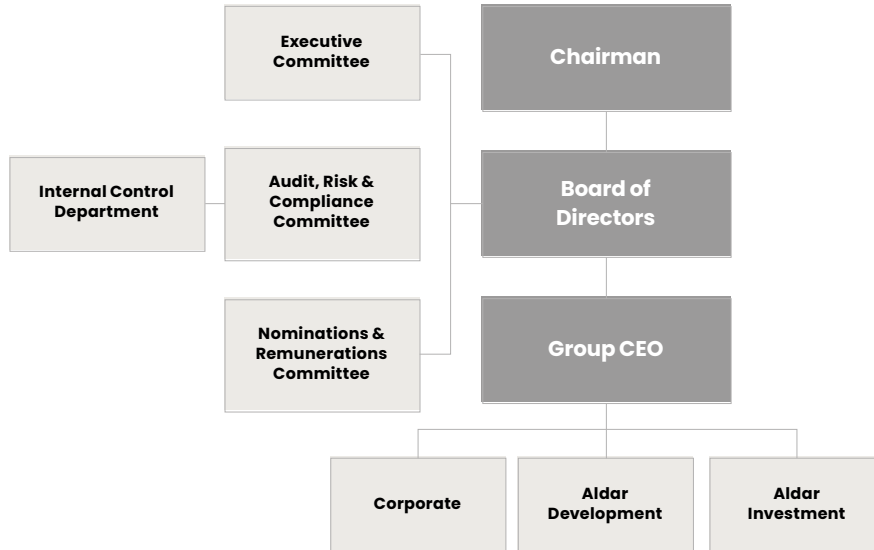 Executive
Committee
Chairman
Internal Control
Department
Audit, Risk &
Compliance
Committee
Board of
Directors
Nominations &
Remunerations
Committee
Group CEO
Corporate
Aldar
Development
Aldar
Investment